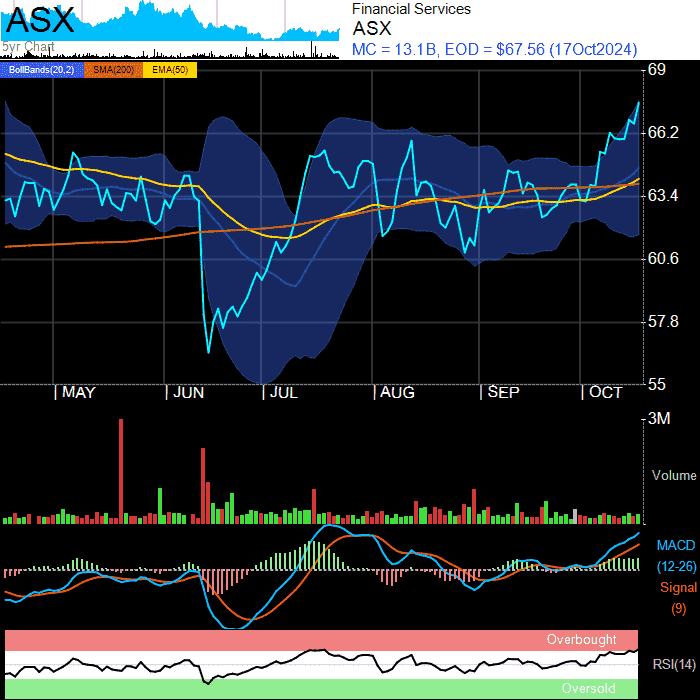 ASX
5yr Chart
Financial Services
ASX
MC = 13.1B, EOD = $67.56 (17Oct2024)
BollBands(20,2) SMA(200) EMA(50)
69
66.2
63.4
60.6
57.8
55
MAY JUN JUL AUG SEP OCT
3M
Volume
MACD
(12-26)
Signal
(9)
Overbought
RSI(14)
Oversold